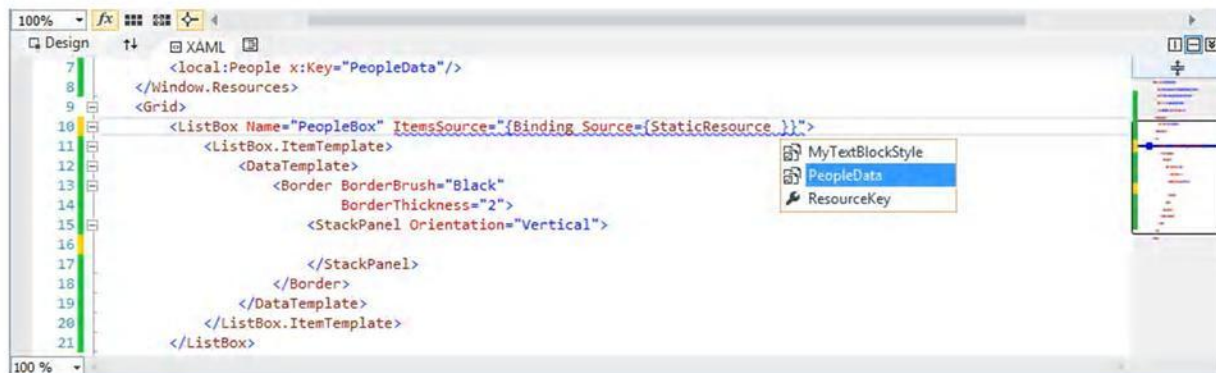 100%
Design XAML
7 <local:People x:Key="PeopleData"/>
8 </Window.Resources>
9 <Grid>
10 <ListBox Name="PeopleBox" ItemsSource="{Binding Source={StaticResource }}">
11 <ListBox.ItemTemplate>
12 <DataTemplate>
13 <Border BorderBrush="Black"
14 BorderThickness="2">
15 <StackPanel Orientation="Vertical">
16
17 </StackPanel>
18 </Border>
19 </DataTemplate>
20 </ListBox.ItemTemplate>
21 </ListBox>
MyTextBlockStyle
PeopleData
ResourceKey
100 %